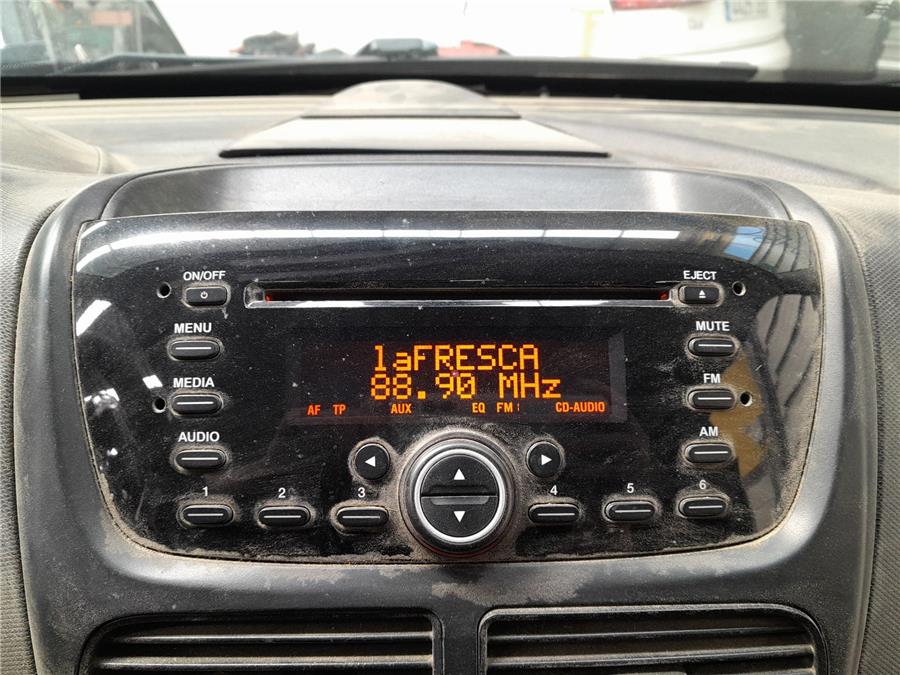 ON/OFF
EJECT
MENU
MUTE
laFRESCA
88.90 MHz
MEDIA
FM
AF TP AUX EQ FM CD-AUDIO
AUDIO
AM
1 2 3 4 5 6